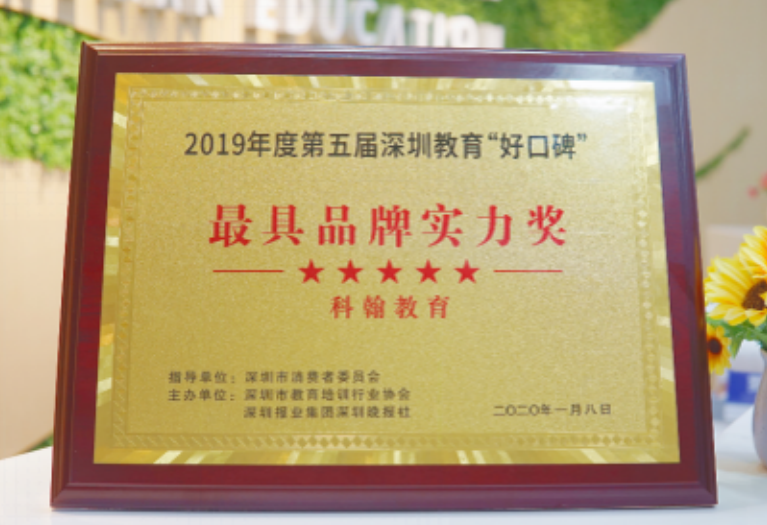 EDUCATION
2019年度第五届深圳教育“好口碑”
最具品牌实力奖
★★★★★
科翰教育
指导单位：深圳市消费者委员会
主办单位：深圳市教育培训行业协会
深圳报业集团深圳晚报社
二〇二〇年一月八日